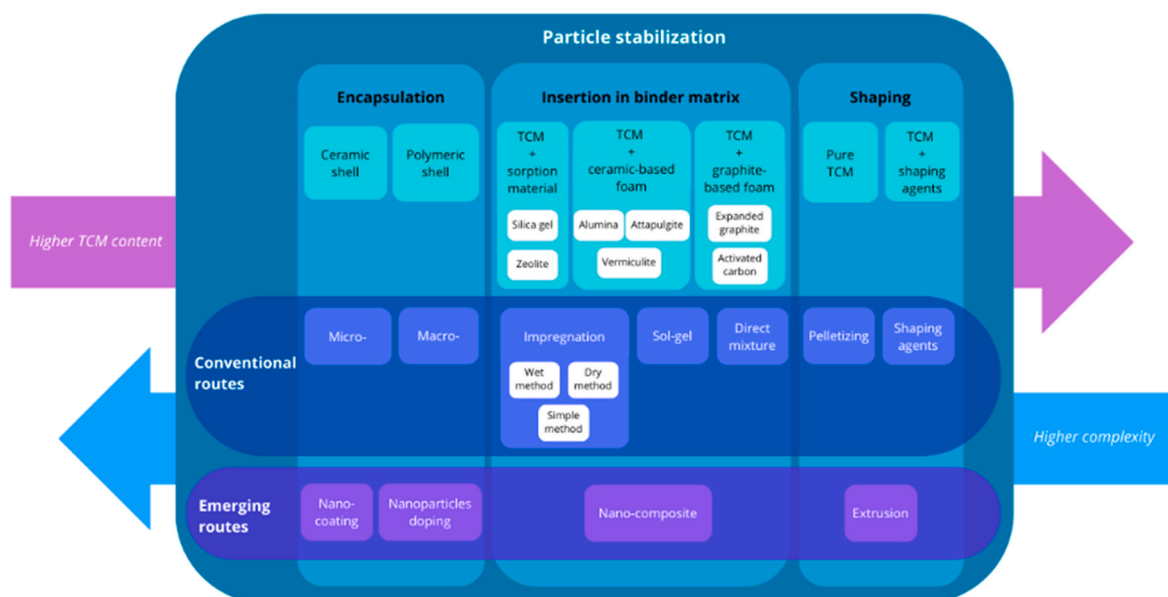 Particle stabilization
Encapsulation
Insertion in binder matrix
Shaping
Ceramic
shell
Polymeric
shell
TCM
+
sorption
material
Silica gel
Zeolite
TCM
+
ceramic-based
foam
Alumina
Attapulgite
Vermiculite
TCM
+
graphite-
based foam
Expanded
graphite
Activated
carbon
Pure
TCM
TCM
+
shaping
agents
Higher TCM content
Conventional
routes
Micro-
Macro-
Impregnation
Wet
method
Dry
method
Simple
method
Sol-gel
Direct
mixture
Pelletizing
Shaping
agents
Higher complexity
Emerging
routes
Nano-
coating
Nanoparticles
doping
Nano-composite
Extrusion